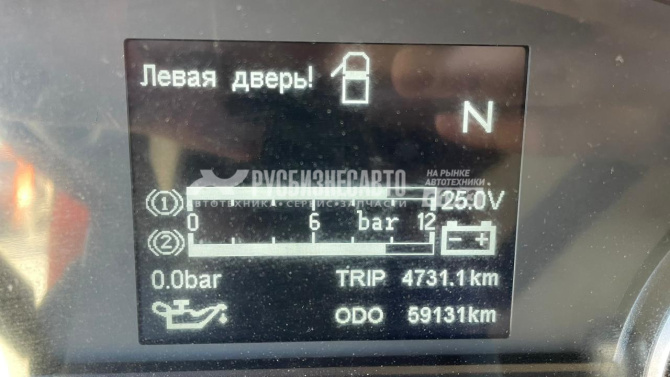 Левая дверь!
N
РУСБИЗНЕСАВТО
НА РЫНКЕ
АВТОТЕХНИКИ
1
25.0V
АВТОТЕХНИКА • СЕРВИС • ЗАПЧАСТИ
0 6 bar 12
2
- +
0.0bar TRIP 4731.1km
ODO 59131km